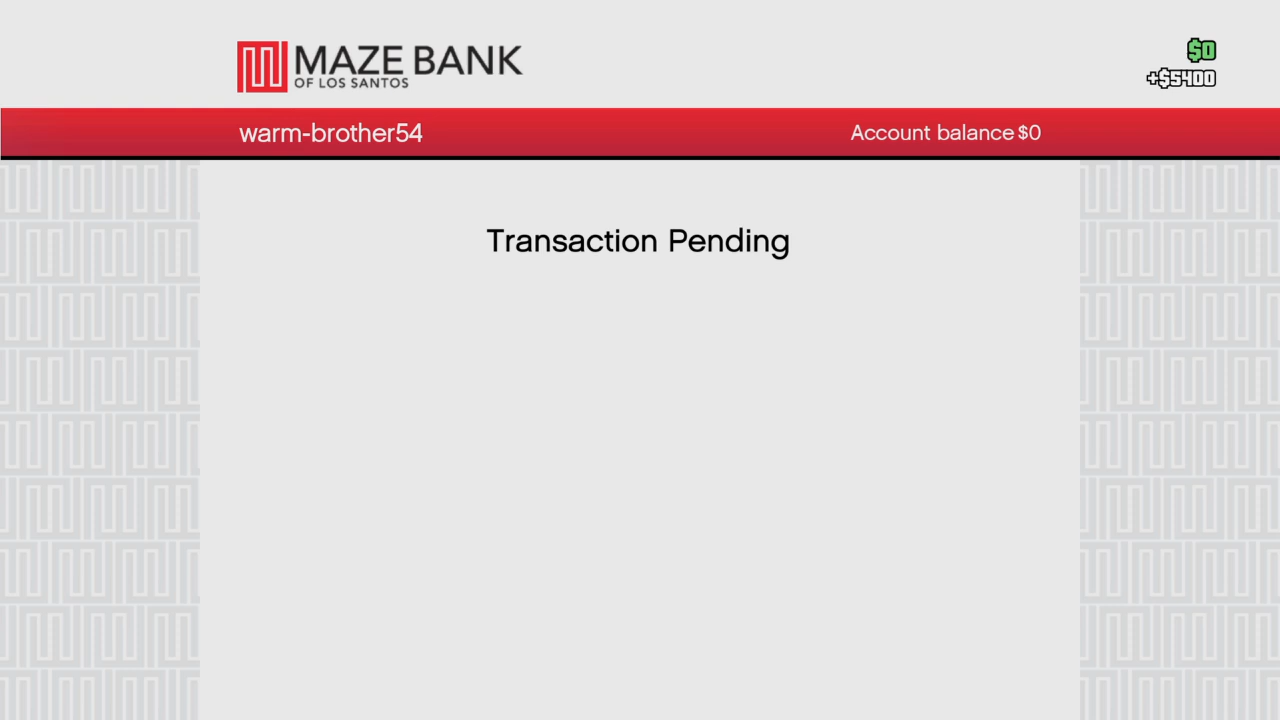 MAZE BANK
OF LOS SANTOS
$0
+$5400
warm-brother54
Account balance $0
Transaction Pending